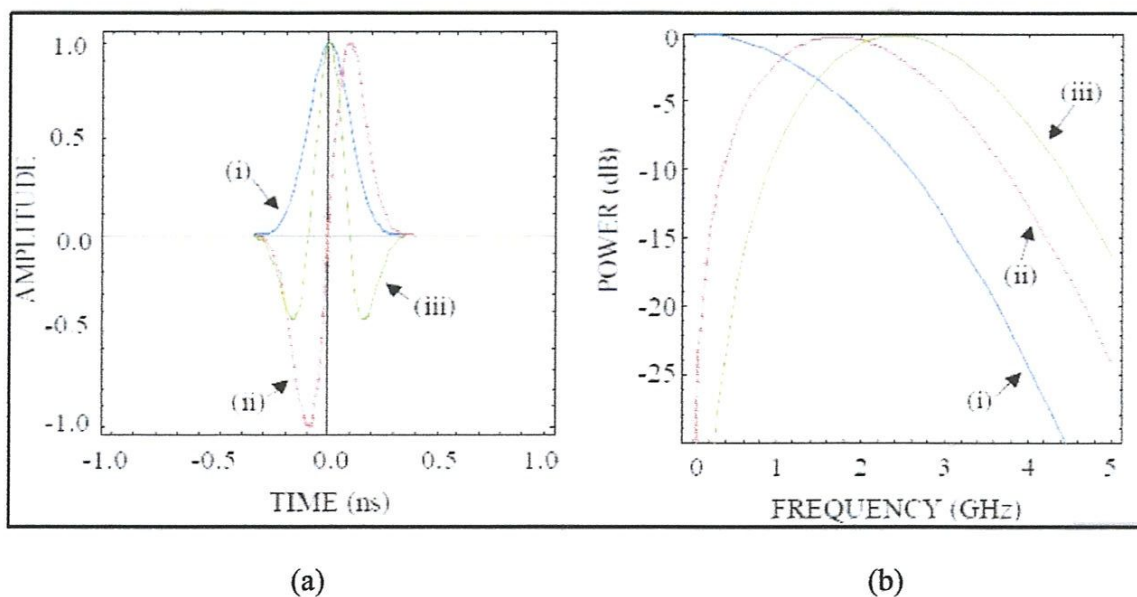 1.0
0.5
0.0
-0.5
-1.0
AMPLITUDE
(i)
(ii)
(iii)
-1.0 -0.5 0.0 0.5 1.0
TIME (ns)
0
-5
-10
-15
-20
-25
POWER (dB)
(iii)
(ii)
(i)
0 1 2 3 4 5
FREQUENCY (GHz)
(a) (b)